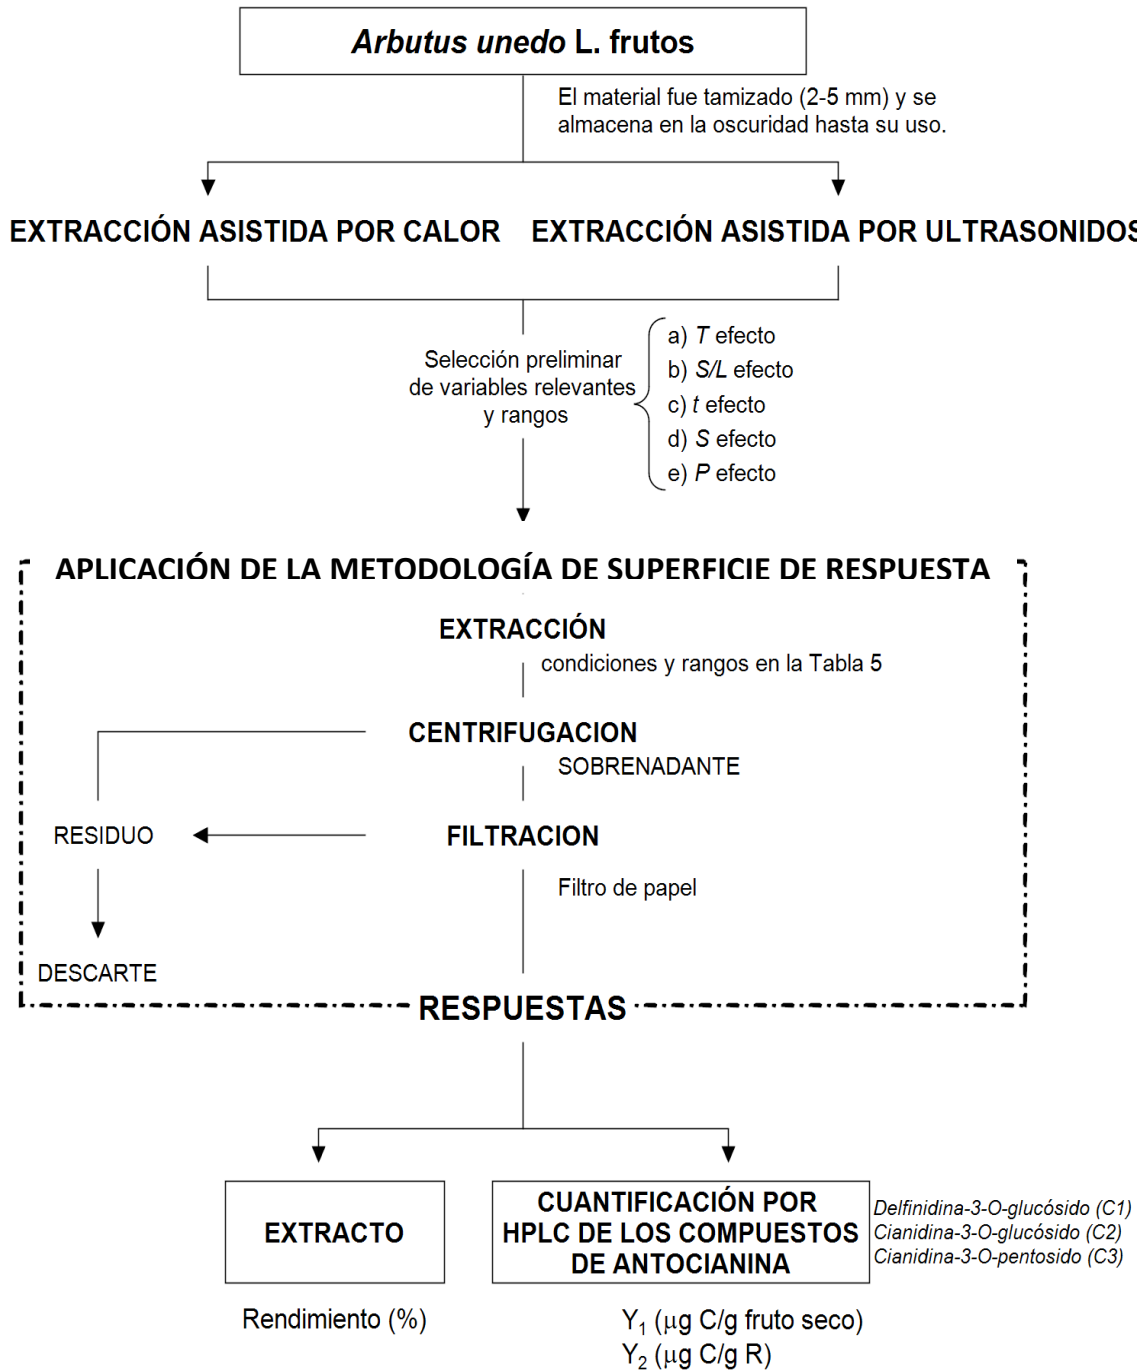 Arbutus unedo L. frutos
El material fue tamizado (2-5 mm) y se
almacena en la oscuridad hasta su uso.
EXTRACCIÓN ASISTIDA POR CALOR
EXTRACCIÓN ASISTIDA POR ULTRASONIDOS
Selección preliminar
de variables relevantes
y rangos
a) T efecto
b) S/L efecto
c) t efecto
d) S efecto
e) P efecto
APLICACIÓN DE LA METODOLOGÍA DE SUPERFICIE DE RESPUESTA
EXTRACCIÓN
condiciones y rangos en la Tabla 5
CENTRIFUGACION
SOBRENADANTE
RESIDUO
FILTRACION
Filtro de papel
DESCARTE
RESPUESTAS
EXTRACTO
CUANTIFICACIÓN POR
HPLC DE LOS COMPUESTOS
DE ANTOCIANINA
Delfinidina-3-O-glucósido (C1)
Cianidina-3-O-glucósido (C2)
Cianidina-3-O-pentosido (C3)
Rendimiento (%)
Y1 (μg C/g fruto seco)
Y2 (μg C/g R)